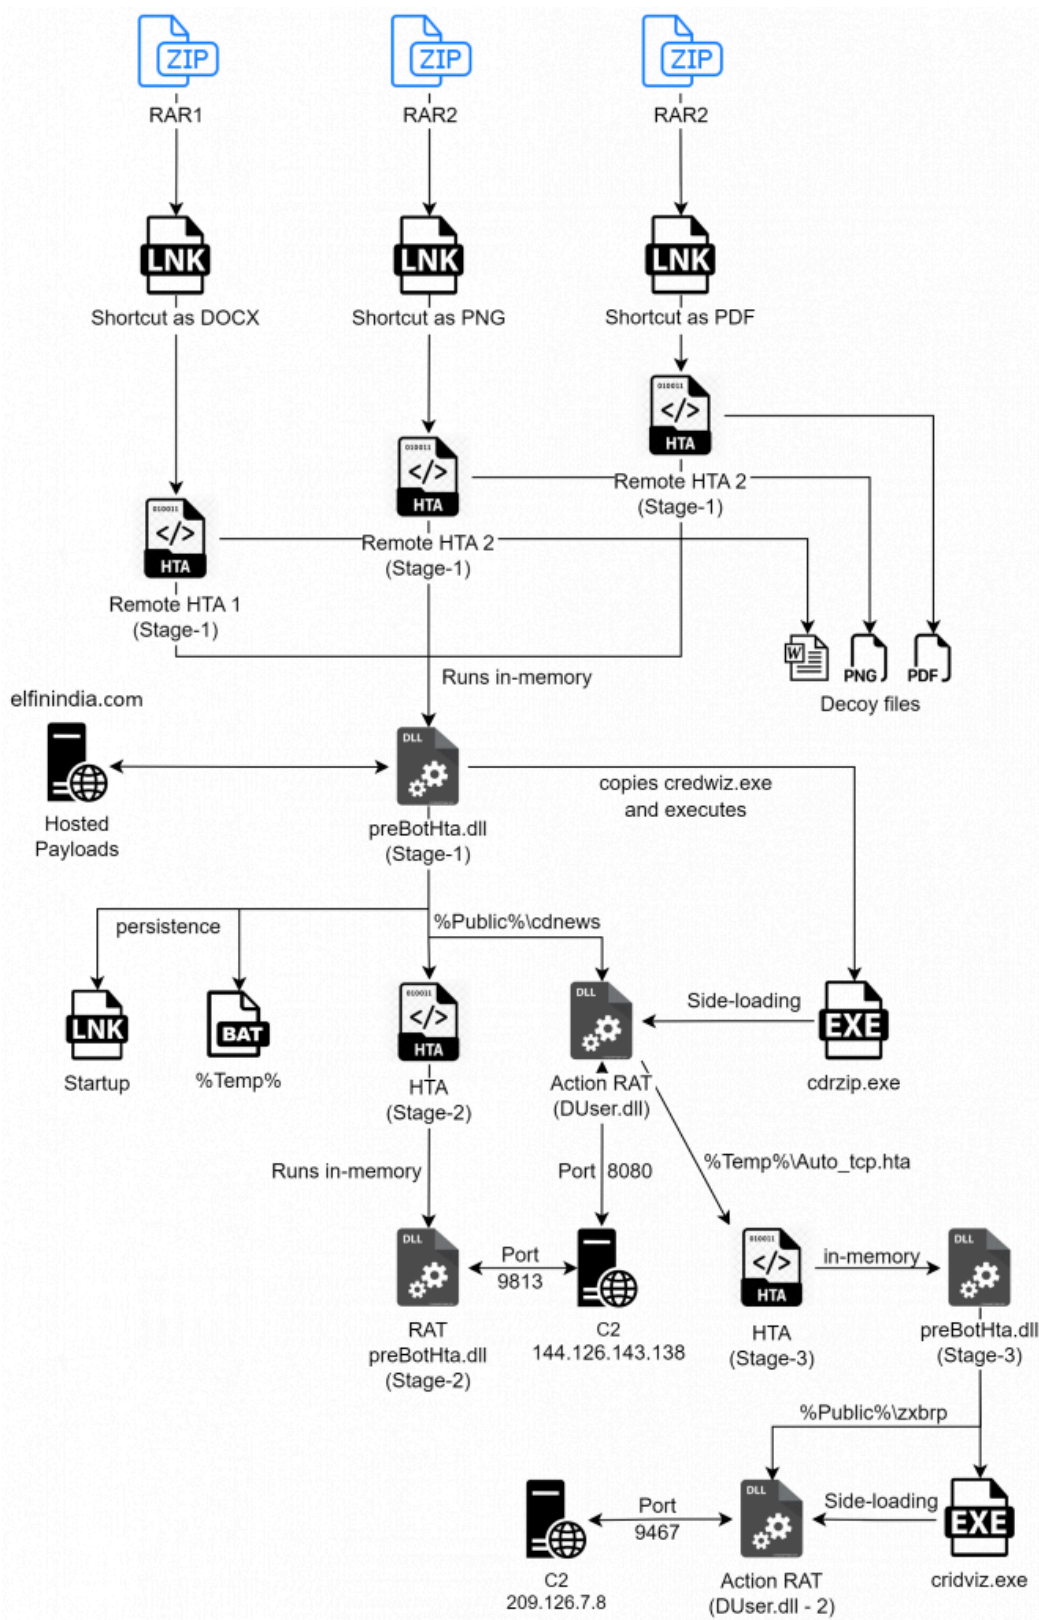 ZIP
ZIP
ZIP
RAR1
RAR2
RAR2
LNK
LNK
LNK
Shortcut as DOCX
Shortcut as PNG
Shortcut as PDF
010011
</>
HTA
Remote HTA 2
(Stage-1)
010011
</>
HTA
Remote HTA 2
(Stage-1)
010011
</>
HTA
Remote HTA 1
(Stage-1)
Runs in-memory
W
PNG
PDF
Decoy files
elfinindia.com
Hosted
Payloads
DLL
preBotHta.dll
(Stage-1)
copies credwiz.exe
and executes
persistence
%Public%\cdnews
LNK
Startup
BAT
%Temp%
010011
</>
HTA
HTA
(Stage-2)
DLL
Action RAT
(DUser.dll)
Side-loading
EXE
cdrzip.exe
Runs in-memory
Port 8080
%Temp%\Auto_tcp.hta
DLL
RAT
preBotHta.dll
(Stage-2)
Port
9813
C2
144.126.143.138
010011
</>
HTA
HTA
(Stage-3)
in-memory
DLL
preBotHta.dll
(Stage-3)
%Public%\zxbrp
C2
209.126.7.8
Port
9467
DLL
Action RAT
(DUser.dll - 2)
Side-loading
EXE
cridviz.exe